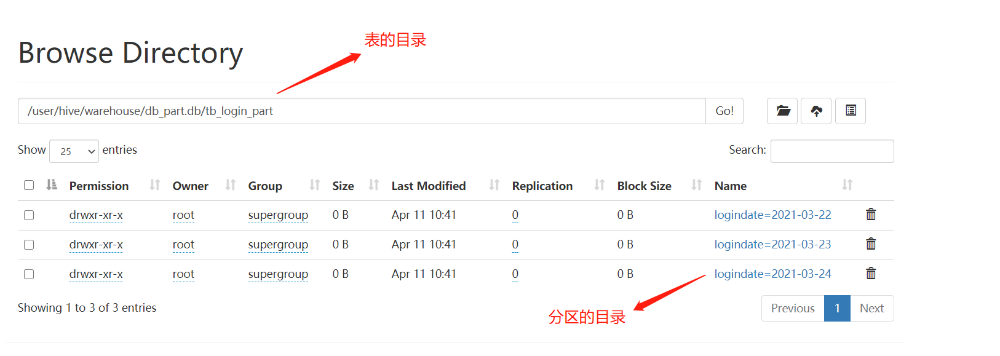 表的目录
Browse Directory
/user/hive/warehouse/db_part.db/tb_login_part Go!
Show 25 entries Search:
Permission Owner Group Size Last Modified Replication Block Size Name
drwxr-xr-x root supergroup 0 B Apr 11 10:41 0 0 B logindate=2021-03-22
drwxr-xr-x root supergroup 0 B Apr 11 10:41 0 0 B logindate=2021-03-23
drwxr-xr-x root supergroup 0 B Apr 11 10:41 0 0 B logindate=2021-03-24
Showing 1 to 3 of 3 entries Previous 1 Next
分区的目录